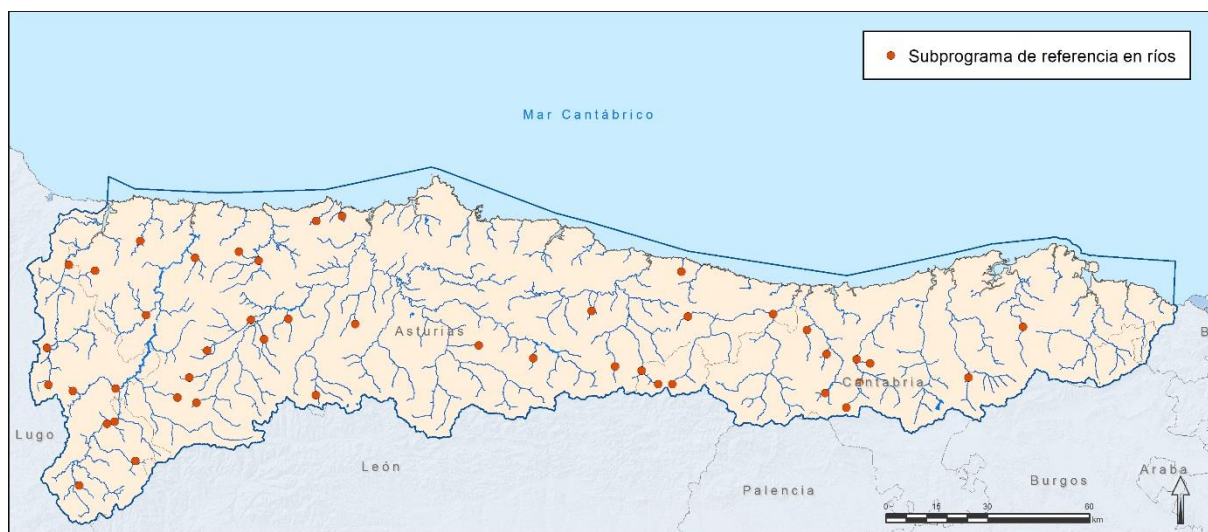 Subprograma de referencia en ríos
Mar Cantábrico
Asturias
Cantabria
B
Lugo
León
Palencia
Burgos
Araba
0 15 30 60
km